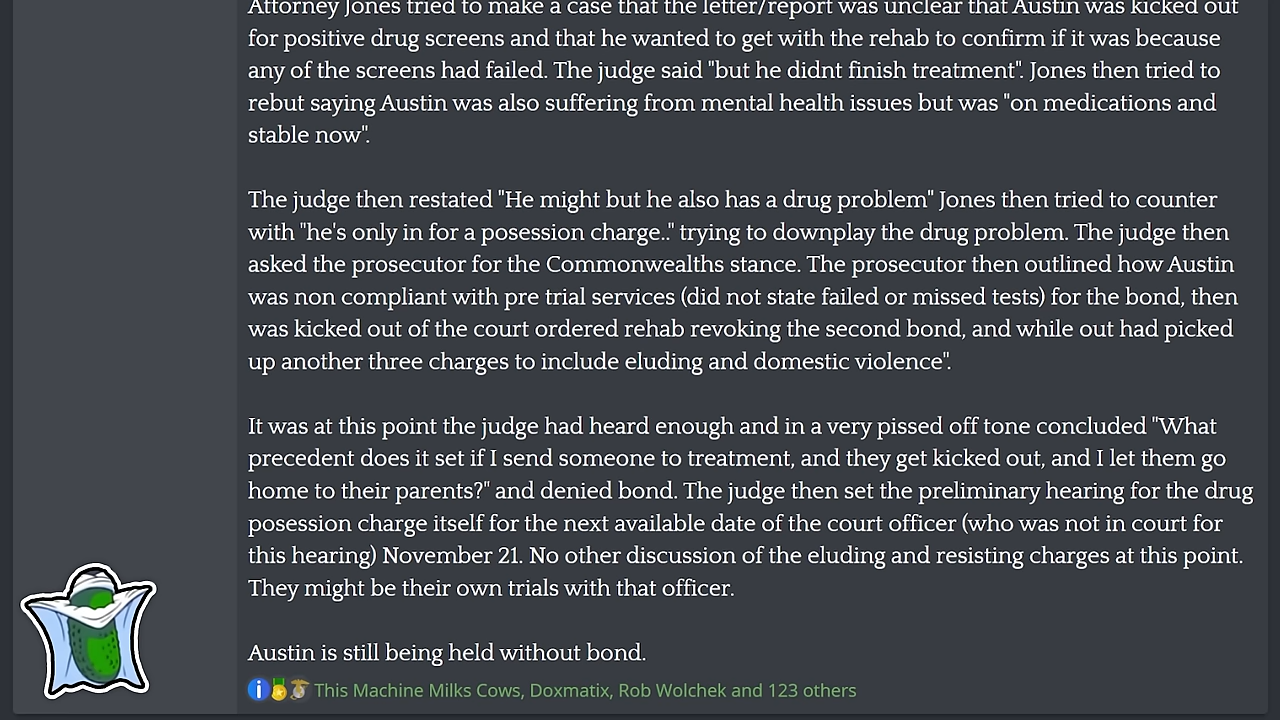 Attorney Jones tried to make a case that the letter/report was unclear that Austin was kicked out
for positive drug screens and that he wanted to get with the rehab to confirm if it was because
any of the screens had failed. The judge said "but he didnt finish treatment". Jones then tried to
rebut saying Austin was also suffering from mental health issues but was "on medications and
stable now".
The judge then restated "He might but he also has a drug problem" Jones then tried to counter
with "he's only in for a posession charge.." trying to downplay the drug problem. The judge then
asked the prosecutor for the Commonwealths stance. The prosecutor then outlined how Austin
was non compliant with pre trial services (did not state failed or missed tests) for the bond, then
was kicked out of the court ordered rehab revoking the second bond, and while out had picked
up another three charges to include eluding and domestic violence".
It was at this point the judge had heard enough and in a very pissed off tone concluded "What
precedent does it set if I send someone to treatment, and they get kicked out, and I let them go
home to their parents?" and denied bond. The judge then set the preliminary hearing for the drug
posession charge itself for the next available date of the court officer (who was not in court for
this hearing) November 21. No other discussion of the eluding and resisting charges at this point.
They might be their own trials with that officer.
Austin is still being held without bond.
This Machine Milks Cows, Doxmatix, Rob Wolchek and 123 others